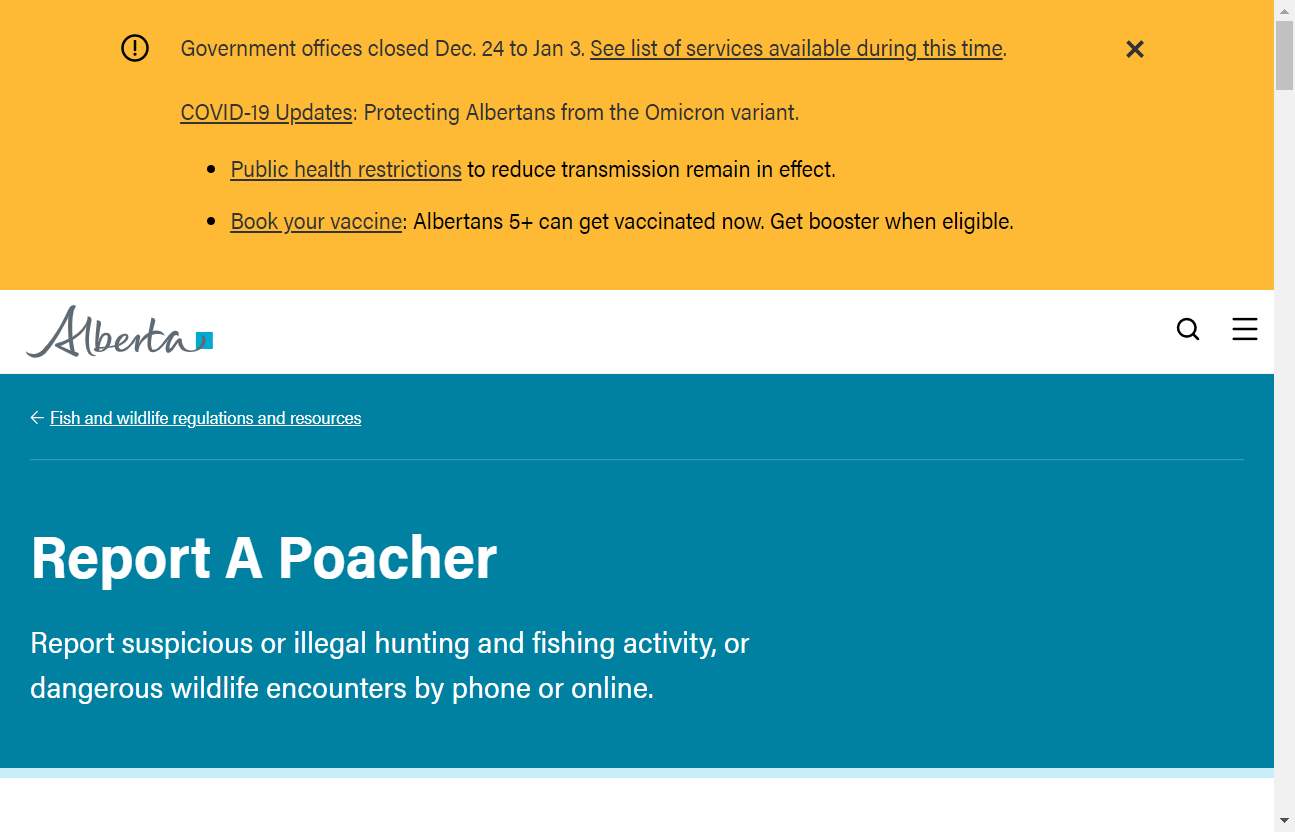 Government offices closed Dec. 24 to Jan 3. See list of services available during this time.
COVID-19 Updates: Protecting Albertans from the Omicron variant.
Public health restrictions to reduce transmission remain in effect.
Book your vaccine: Albertans 5+ can get vaccinated now. Get booster when eligible.
Alberta
Fish and wildlife regulations and resources
Report A Poacher
Report suspicious or illegal hunting and fishing activity, or
dangerous wildlife encounters by phone or online.